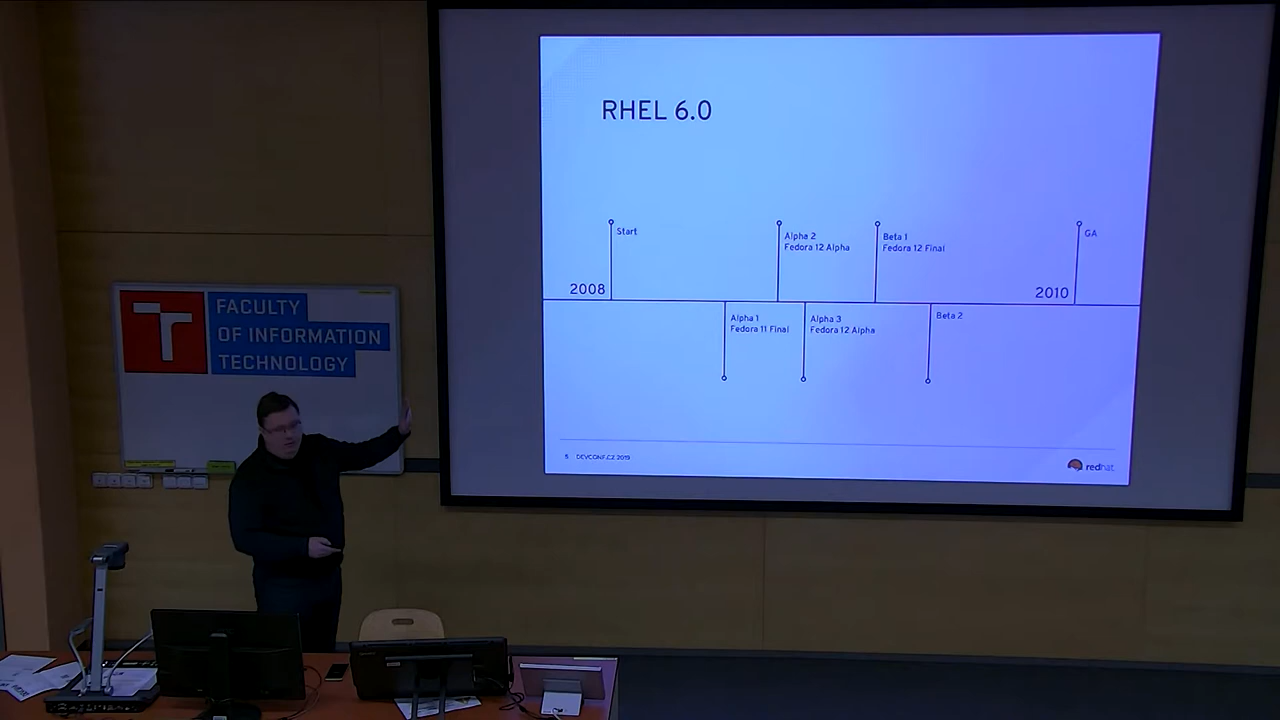 RHEL 6.0
Start
Alpha 2
Fedora 12 Alpha
Beta 1
Fedora 12 Final
GA
2008
2010
Alpha 1
Fedora 11 Final
Alpha 3
Fedora 12 Alpha
Beta 2
DEVCONF.CZ 2019
redhat
FACULTY
OF INFORMATION
TECHNOLOGY